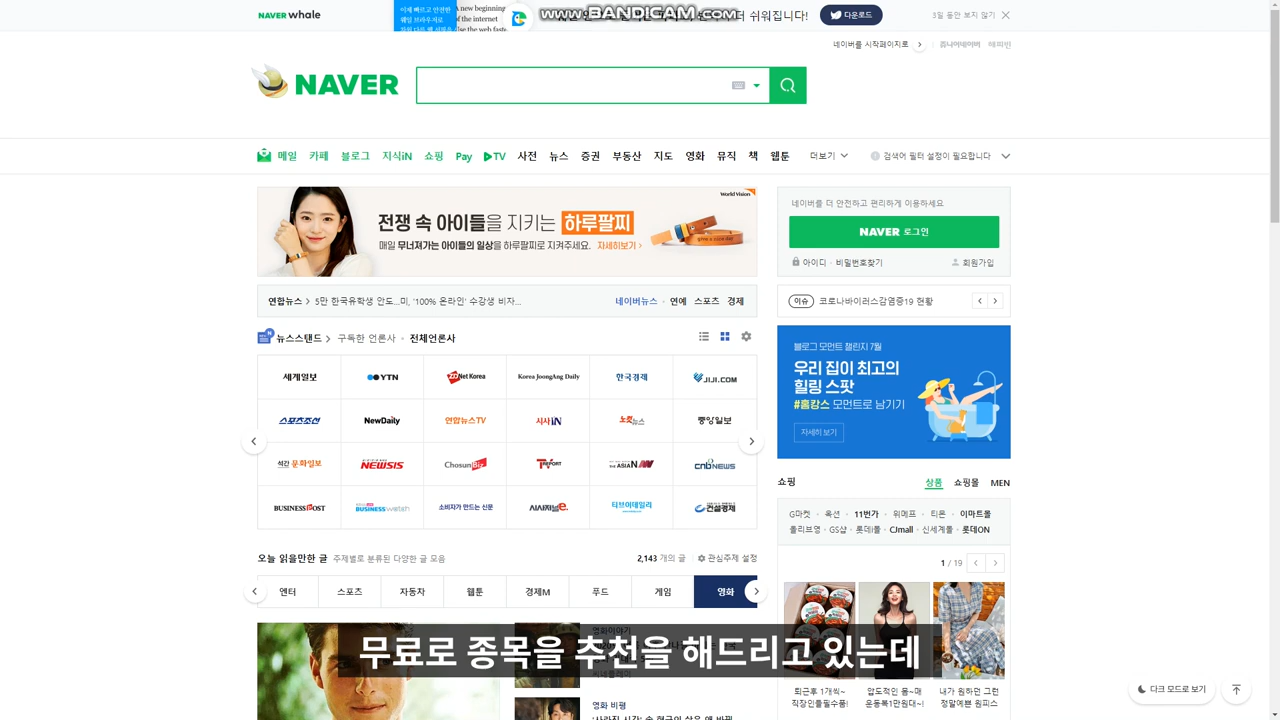 NAVER whale
이제 빠르고 안전한
웨일 브라우저로
A new beginning
of the internet
Use the web faste
www.BANDICAM.com
더 쉬워집니다!
다운로드
3일 동안 보지 않기
네이버를 시작페이지로
쥬니어네이버 해피빈
NAVER
메일 카페 블로그 지식iN 쇼핑 Pay TV 사전 뉴스 증권 부동산 지도 영화 뮤직 책 웹툰 더보기
검색어 필터 설정이 필요합니다
World Vision
전쟁 속 아이들을 지키는 하루팔찌
매일 무너져가는 아이들의 일상을 하루팔찌로 지켜주세요. 자세히보기 >
네이버를 더 안전하고 편리하게 이용하세요
NAVER 로그인
아이디 · 비밀번호찾기 회원가입
연합뉴스 > 5만 한국유학생 안도...미, '100% 온라인' 수강생 비자...
네이버뉴스 · 연예 스포츠 경제
이슈 코로나바이러스감염증19 현황
뉴스스탠드 > 구독한 언론사 · 전체언론사
세계일보 YTN Net Korea Korea JoongAng Daily 한국경제 JIJI.COM
스포츠조선 NewDaily 연합뉴스TV 시사IN 노컷뉴스 중앙일보
석간 문화일보 NEWSIS ChosunBiz TVREPORT THE ASIAN cnbNEWS
BUSINESSPOST BUSINESS watch 소비자가 만드는 신문 시사저널e. 티브이데일리 건설경제
블로그 모먼트 챌린지 7월
우리 집이 최고의
힐링 스팟
#홈캉스 모먼트로 남기기
자세히 보기
쇼핑 상품 쇼핑몰 MEN
G마켓 · 옥션 · 11번가 · 위메프 · 티몬 · 이마트몰
올리브영 · GS샵 · 롯데i몰 · CJmall · 신세계몰 · 롯데ON
1 / 19
오늘 읽을만한 글 주제별로 분류된 다양한 글 모음
2,143 개의 글 관심주제 설정
엔터 스포츠 자동차 웹툰 경제M 푸드 게임 영화
영화이야기
무료로 종목을 추천을 해드리고 있는데
영화 비평
퇴근후 1개씩~
직장인들필수품!
압도적인 몸~매
운동복1만원대~!
내가 원하던 그런
정말예쁜 원피스
다크 모드로 보기